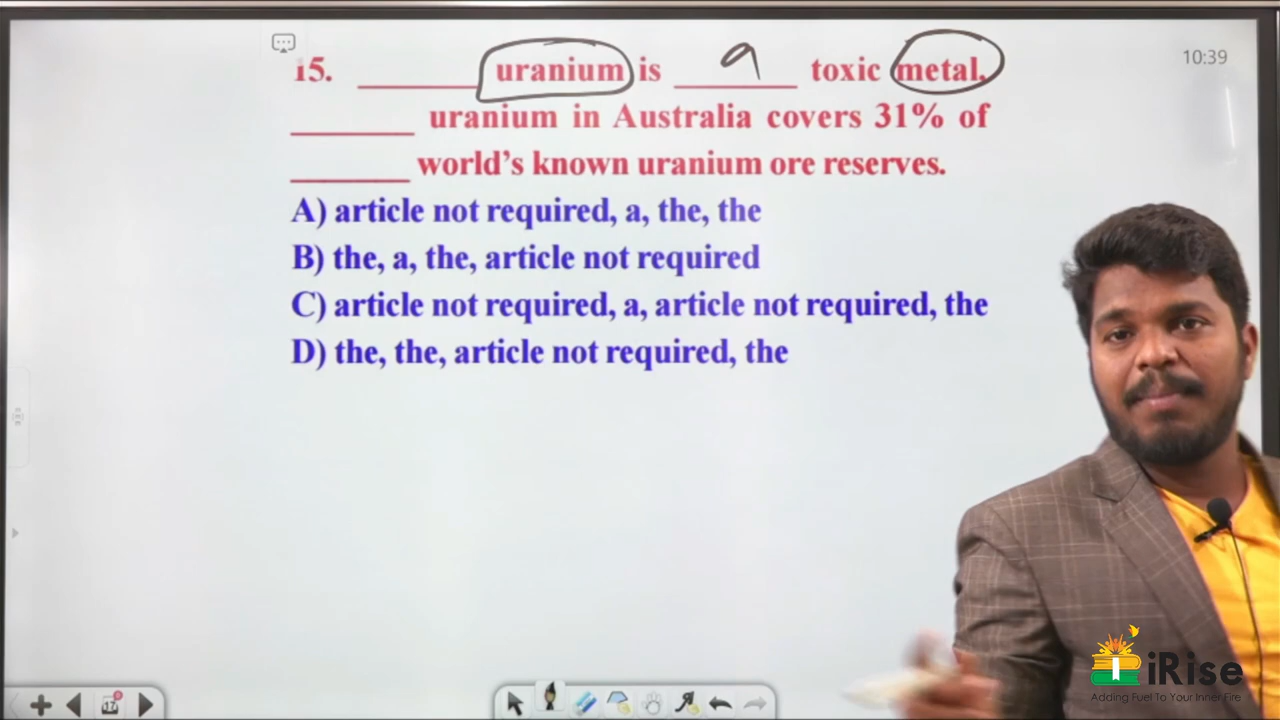 10:39
15. ________ uranium is ________ toxic metal.
a
________ uranium in Australia covers 31% of
________ world's known uranium ore reserves.
A) article not required, a, the, the
B) the, a, the, article not required
C) article not required, a, article not required, the
D) the, the, article not required, the
17
iRise
Adding Fuel To Your Inner Fire